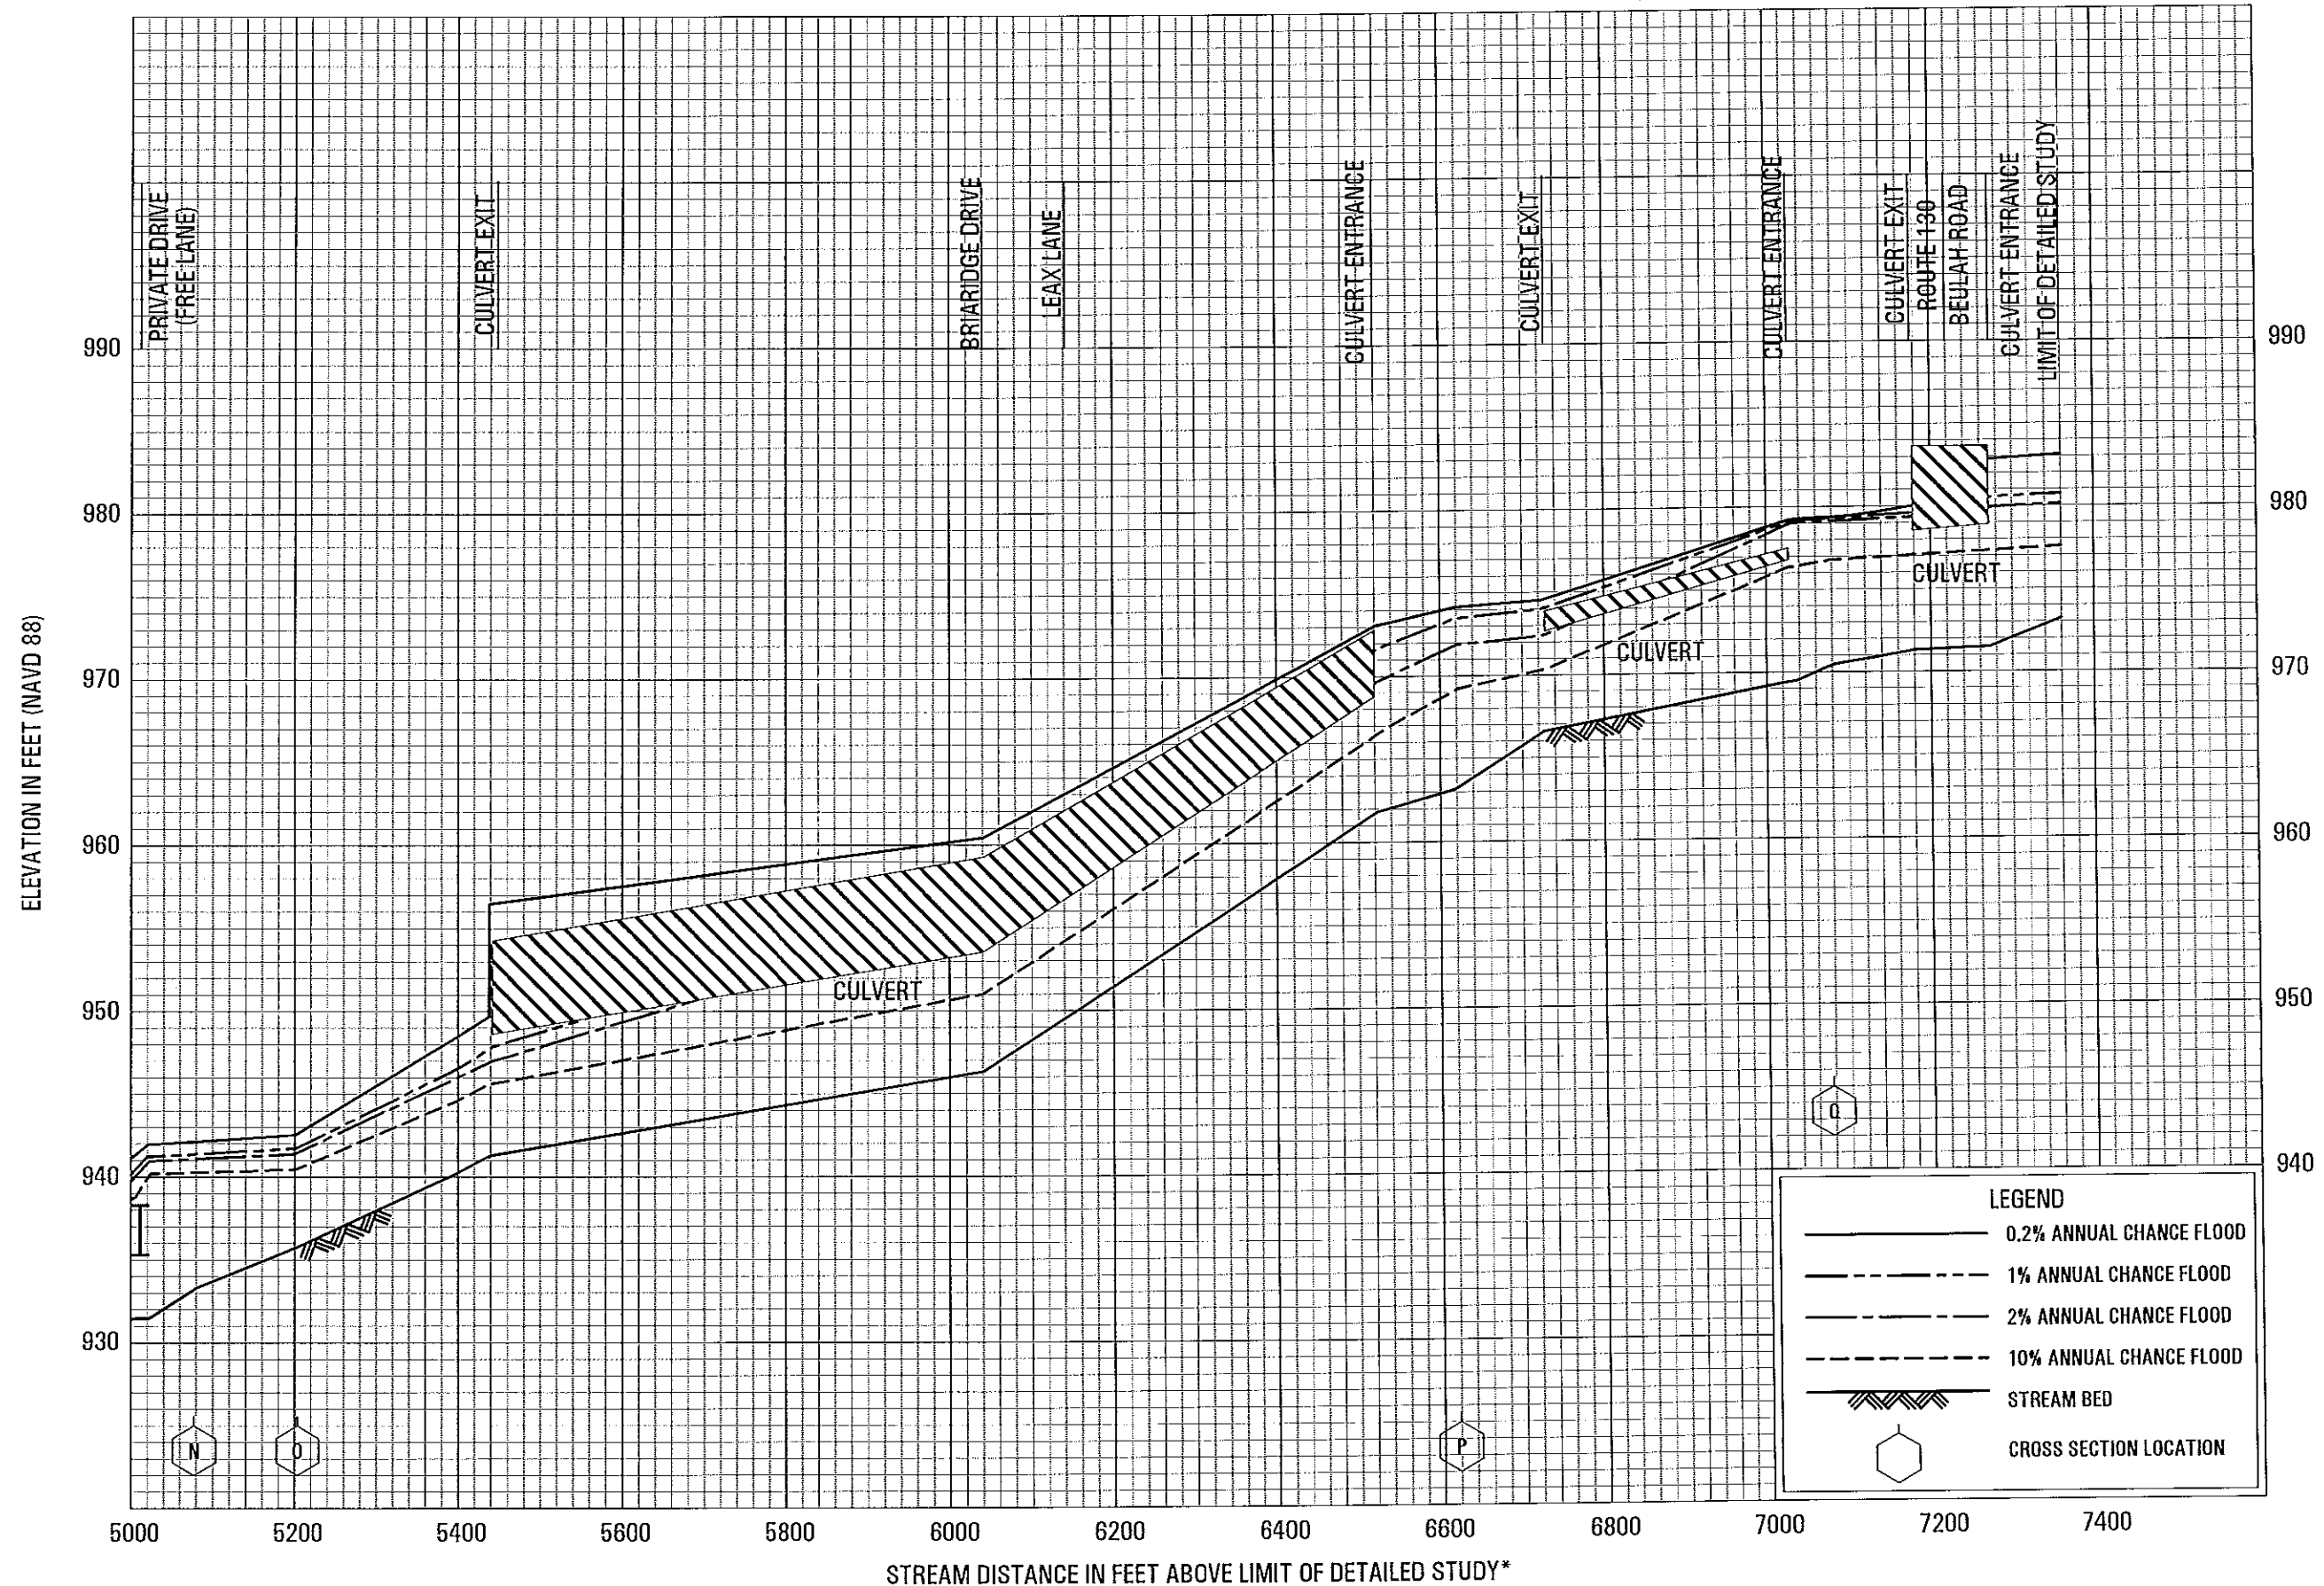 PRIVATE DRIVE
(FREE LANE)
CULVERT EXIT
BRIARIDGE DRIVE
LEAX LANE
CULVERT ENTRANCE
CULVERT EXIT
CULVERT ENTRANCE
CULVERT EXIT
ROUTE 130
BEULAH ROAD
CULVERT ENTRANCE
LIMIT OF DETAILED STUDY
990
980
970
960
950
940
930
ELEVATION IN FEET (NAVD 88)
990
980
970
960
950
940
CULVERT
CULVERT
CULVERT
N
O
P
Q
LEGEND
0.2% ANNUAL CHANCE FLOOD
1% ANNUAL CHANCE FLOOD
2% ANNUAL CHANCE FLOOD
10% ANNUAL CHANCE FLOOD
STREAM BED
CROSS SECTION LOCATION
5000 5200 5400 5600 5800 6000 6200 6400 6600 6800 7000 7200 7400
STREAM DISTANCE IN FEET ABOVE LIMIT OF DETAILED STUDY*